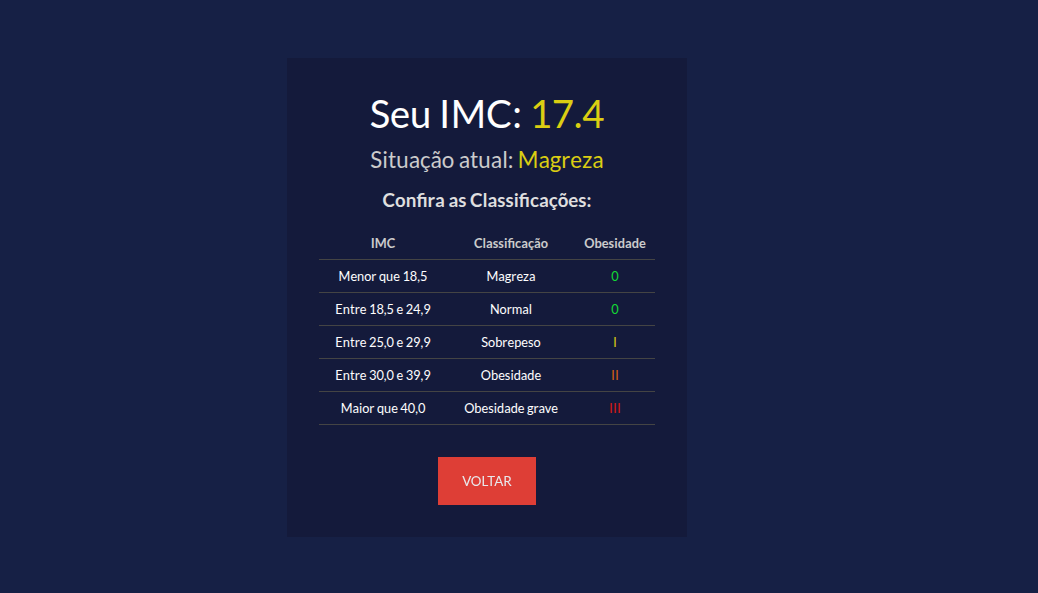 Seu IMC: 17.4
Situação atual: Magreza
Confira as Classificações:
IMC Classificação Obesidade
Menor que 18,5 Magreza 0
Entre 18,5 e 24,9 Normal 0
Entre 25,0 e 29,9 Sobrepeso I
Entre 30,0 e 39,9 Obesidade II
Maior que 40,0 Obesidade grave III
VOLTAR